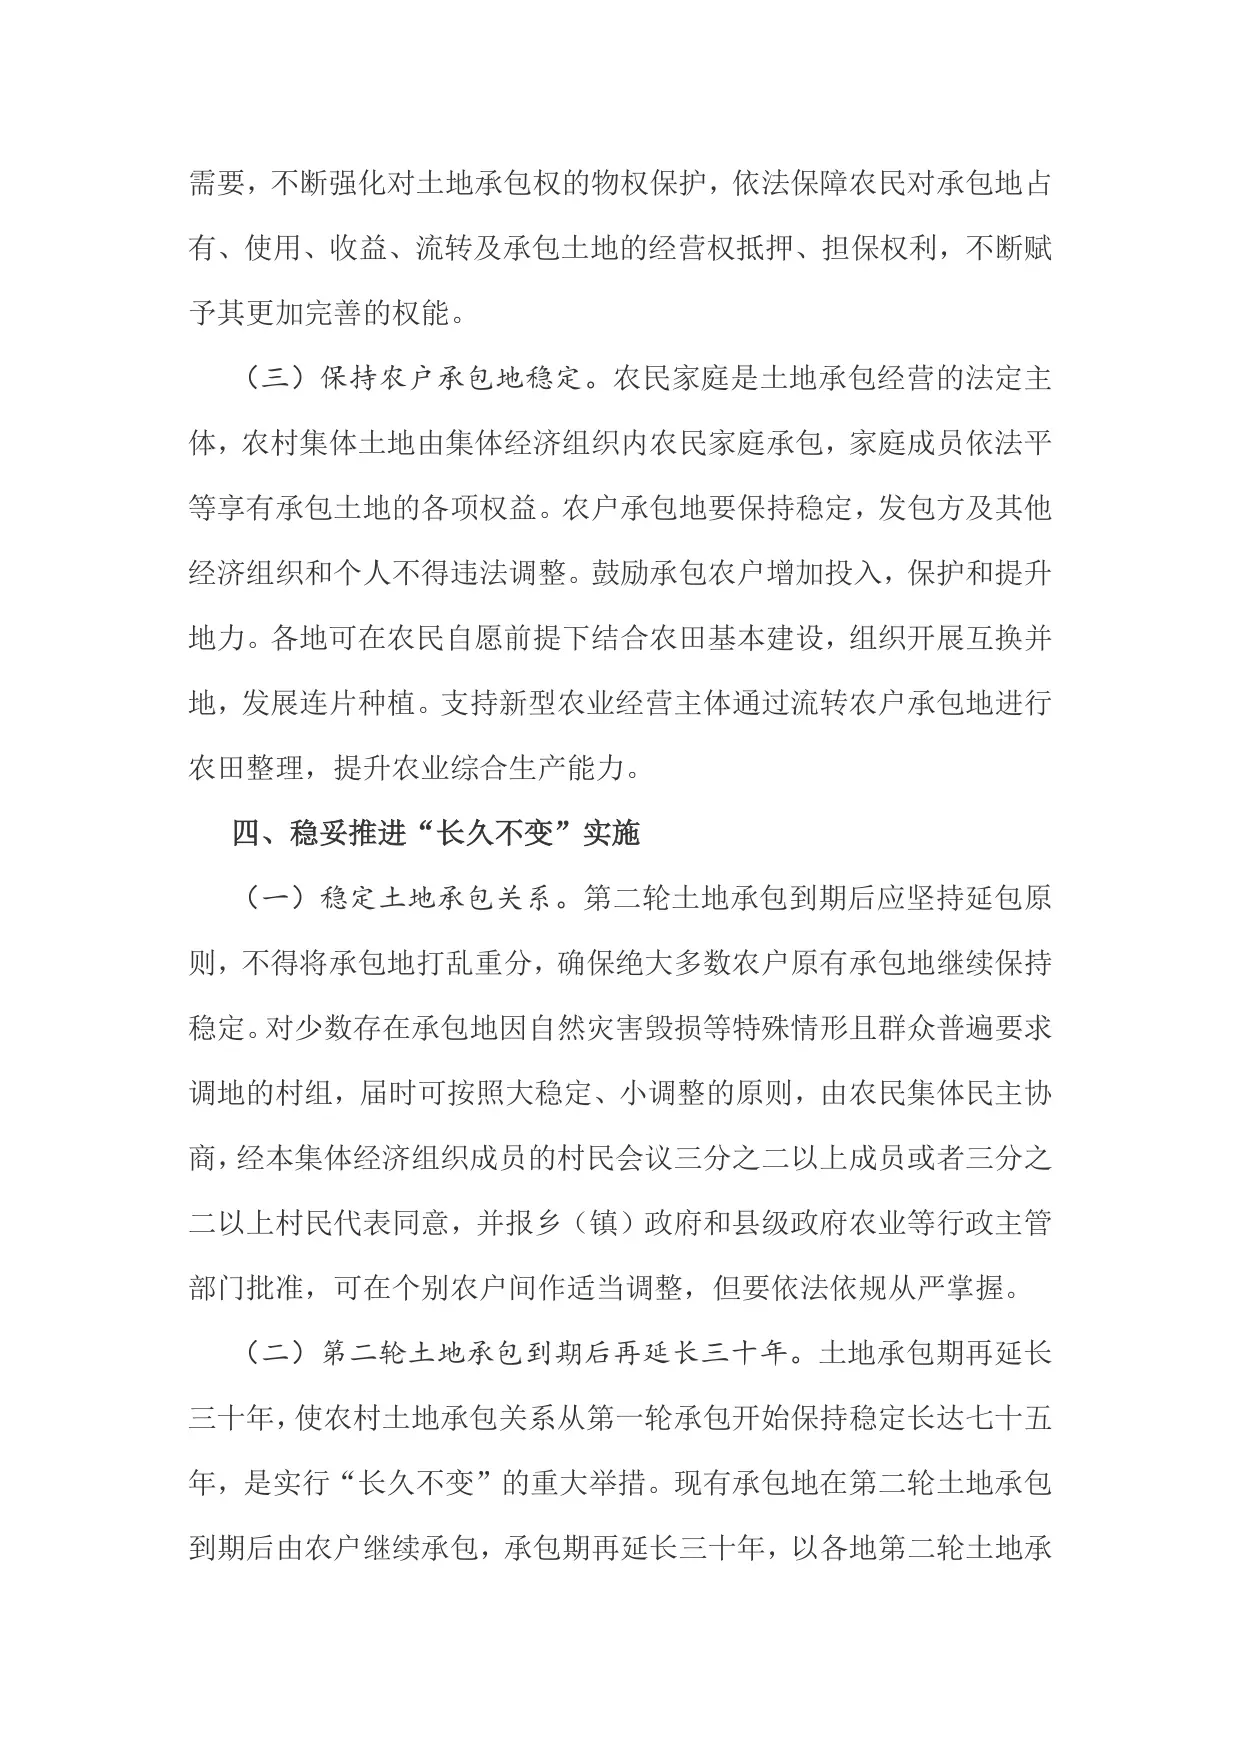 需要，不断强化对土地承包权的物权保护，依法保障农民对承包地占
有、使用、收益、流转及承包土地的经营权抵押、担保权利，不断赋
予其更加完善的权能。
（三）保持农户承包地稳定。农民家庭是土地承包经营的法定主
体，农村集体土地由集体经济组织内农民家庭承包，家庭成员依法平
等享有承包土地的各项权益。农户承包地要保持稳定，发包方及其他
经济组织和个人不得违法调整。鼓励承包农户增加投入，保护和提升
地力。各地可在农民自愿前提下结合农田基本建设，组织开展互换并
地，发展连片种植。支持新型农业经营主体通过流转农户承包地进行
农田整理，提升农业综合生产能力。
四、稳妥推进“长久不变”实施
（一）稳定土地承包关系。第二轮土地承包到期后应坚持延包原
则，不得将承包地打乱重分，确保绝大多数农户原有承包地继续保持
稳定。对少数存在承包地因自然灾害毁损等特殊情形且群众普遍要求
调地的村组，届时可按照大稳定、小调整的原则，由农民集体民主协
商，经本集体经济组织成员的村民会议三分之二以上成员或者三分之
二以上村民代表同意，并报乡（镇）政府和县级政府农业等行政主管
部门批准，可在个别农户间作适当调整，但要依法依规从严掌握。
（二）第二轮土地承包到期后再延长三十年。土地承包期再延长
三十年，使农村土地承包关系从第一轮承包开始保持稳定长达七十五
年，是实行“长久不变”的重大举措。现有承包地在第二轮土地承包
到期后由农户继续承包，承包期再延长三十年，以各地第二轮土地承